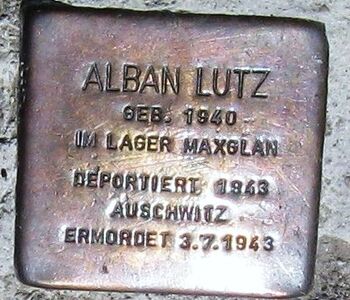 ALBAN LUTZ
GEB. 1940
IM LAGER MAXGLAN
DEPORTIERT 1943
AUSCHWITZ
ERMORDET 3.7.1943